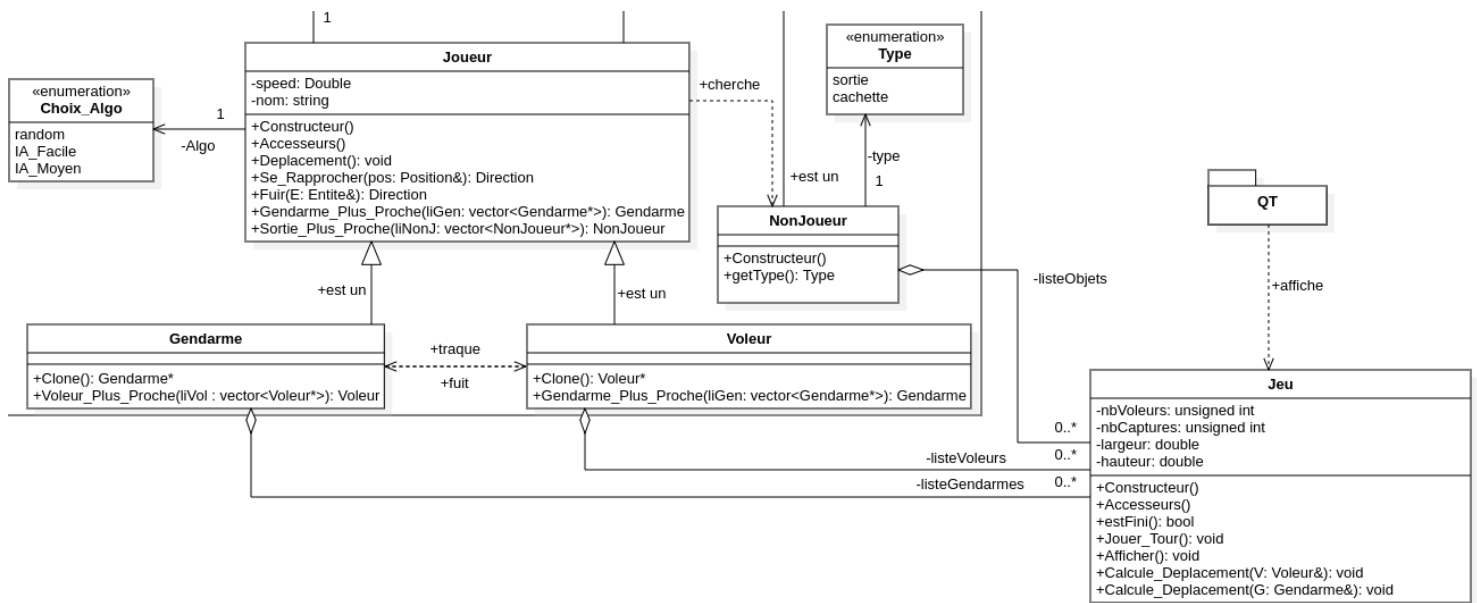 1
«enumeration»
Choix_Algo
random
IA_Facile
IA_Moyen
1
-Algo
Joueur
-speed: Double
-nom: string
+Constructeur()
+Accesseurs()
+Deplacement(): void
+Se_Rapprocher(pos: Position&): Direction
+Fuir(E: Entite&): Direction
+Gendarme_Plus_Proche(liGen: vector<Gendarme*>): Gendarme
+Sortie_Plus_Proche(liNonJ: vector<NonJoueur*>): NonJoueur
+cherche
«enumeration»
Type
sortie
cachette
-type
1
+est un
NonJoueur
+Constructeur()
+getType(): Type
-listeObjets
QT
+affiche
+est un
+est un
Gendarme
+Clone(): Gendarme*
+Voleur_Plus_Proche(liVol : vector<Voleur*>): Voleur
+traque
+fuit
Voleur
+Clone(): Voleur*
+Gendarme_Plus_Proche(liGen: vector<Gendarme*>): Gendarme
0..*
-listeVoleurs
0..*
-listeGendarmes
0..*
Jeu
-nbVoleurs: unsigned int
-nbCaptures: unsigned int
-largeur: double
-hauteur: double
+Constructeur()
+Accesseurs()
+estFini(): bool
+Jouer_Tour(): void
+Afficher(): void
+Calcule_Deplacement(V: Voleur&): void
+Calcule_Deplacement(G: Gendarme&): void